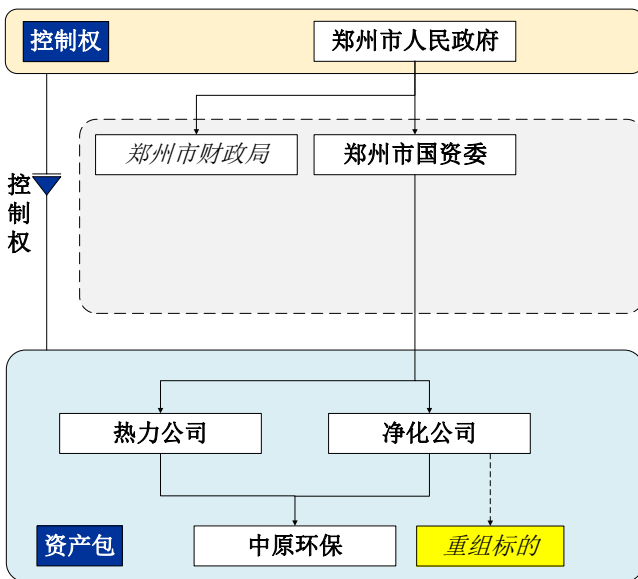 控制权
郑州市人民政府
郑州市财政局
郑州市国资委
控
制
权
热力公司
净化公司
资产包
中原环保
重组标的